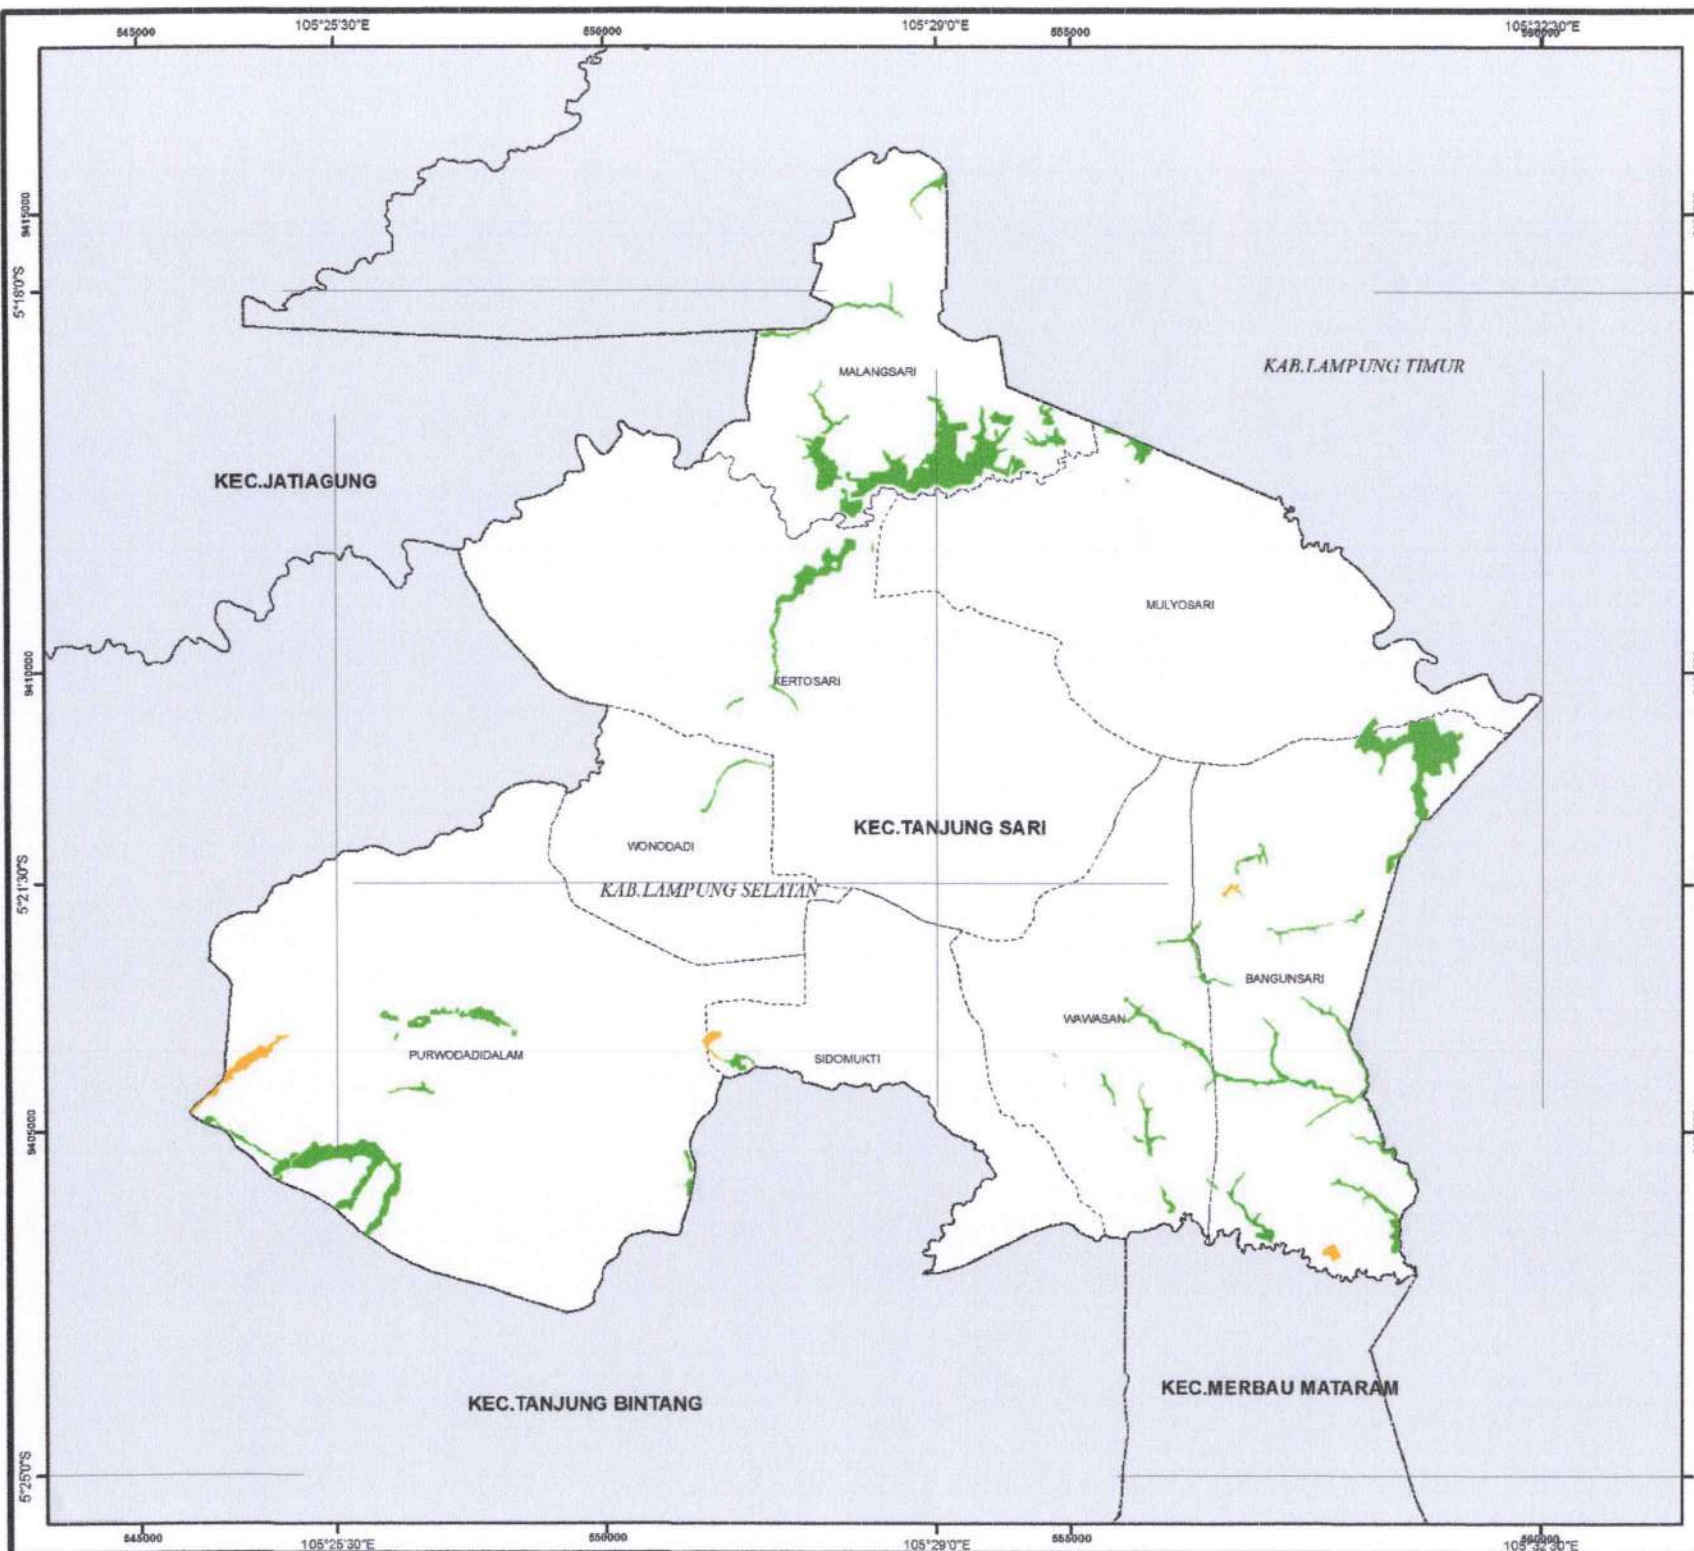 105°25'30"E
105°29'0"E
105°32'30"E
545000
550000
555000
560000
9415000
5°18'0"S
KAB.LAMPUNG TIMUR
MALANGSARI
KEC.JATIAGUNG
MULYOSARI
9410000
KERTOSARI
KEC.TANJUNG SARI
WONODADI
5°21'30"S
KAB.LAMPUNG SELATAN
BANGUNSARI
WAWASAN
PURWODADIDALAM
SIDOMUKTI
9405000
KEC.MERBAU MATARAM
KEC.TANJUNG BINTANG
5°25'0"S
545000
550000
555000
560000
105°25'30"E
105°29'0"E
105°32'30"E